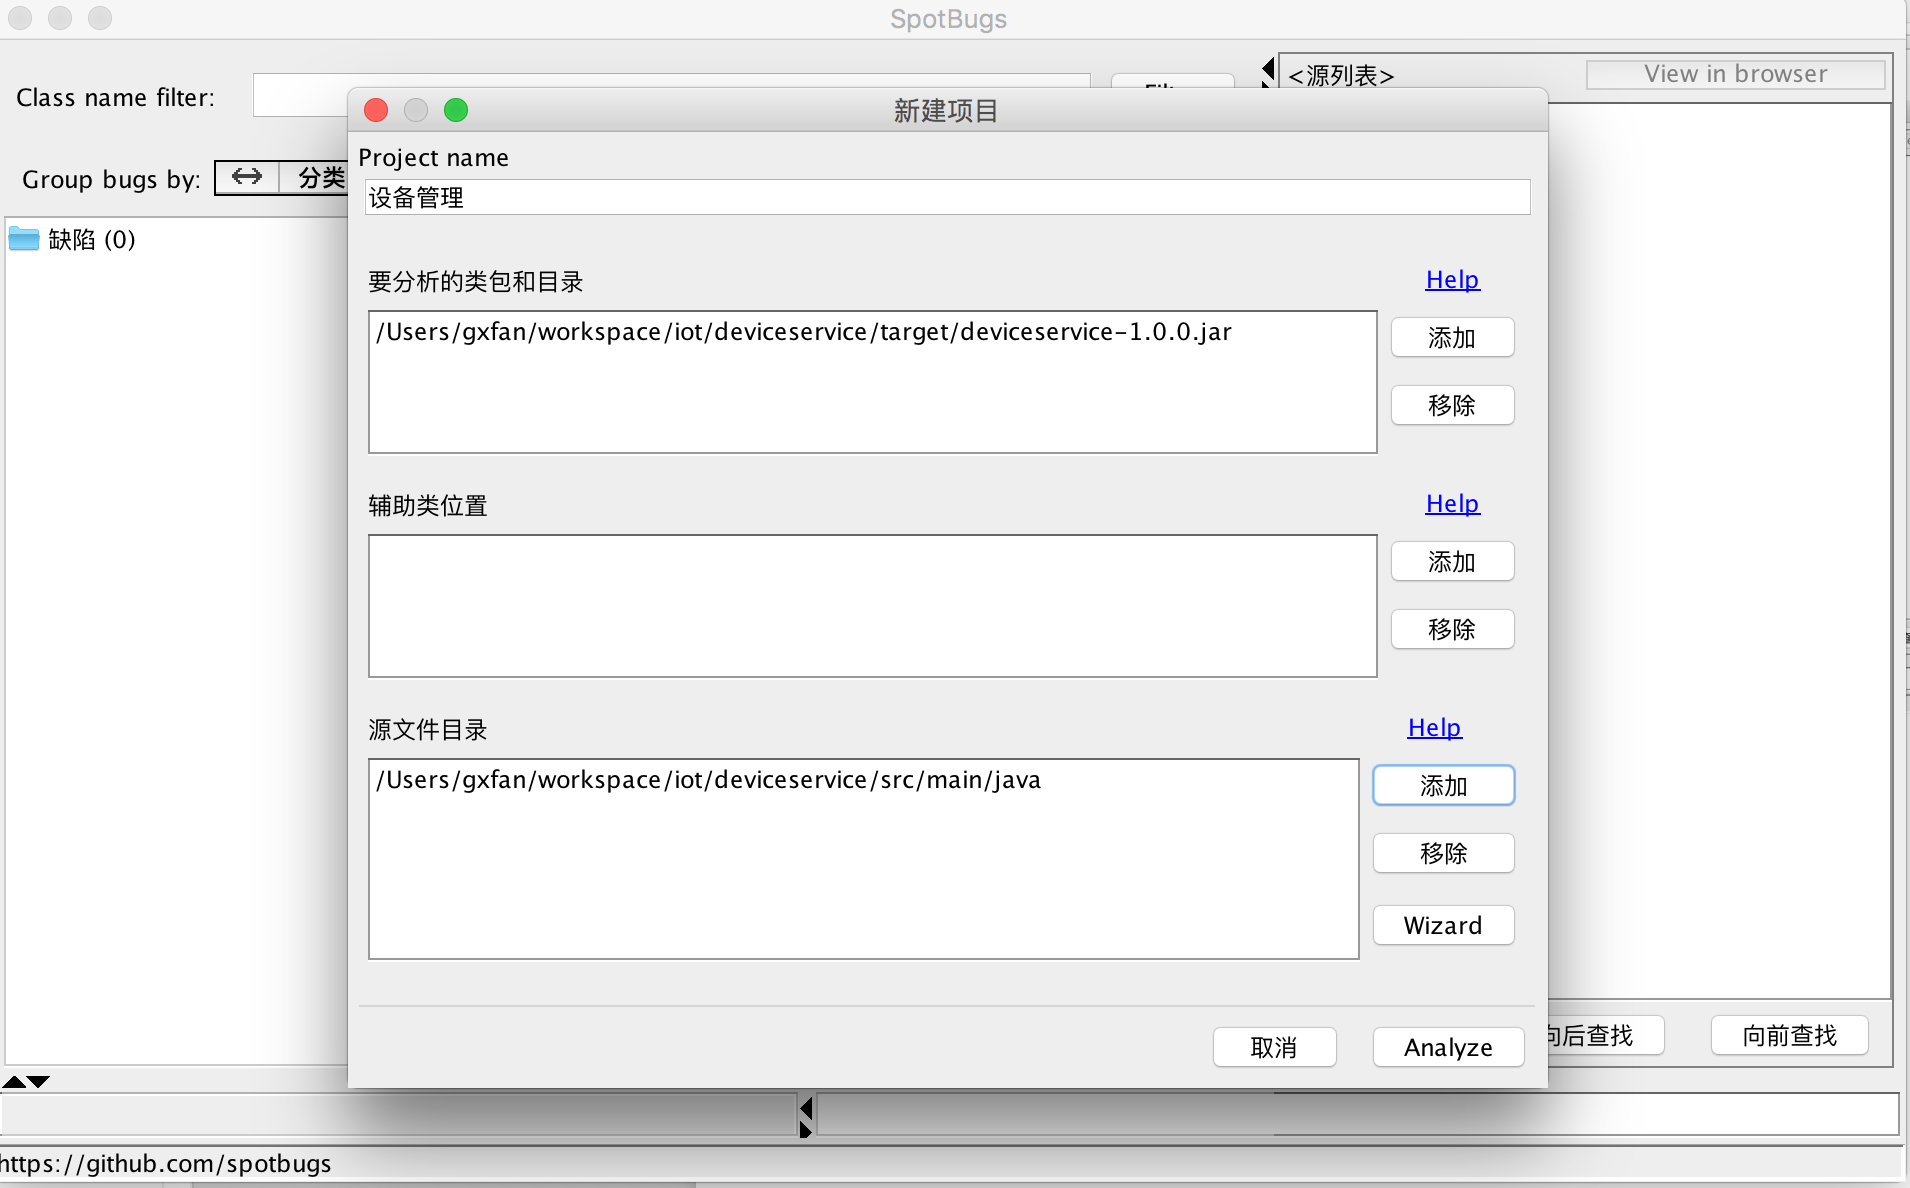 SpotBugs
Class name filter:
<源列表>
View in browser
Group bugs by:
分类
缺陷 (0)
新建项目
Project name
设备管理
要分析的类包和目录
Help
/Users/gxfan/workspace/iot/deviceservice/target/deviceservice-1.0.0.jar
添加
移除
辅助类位置
Help
添加
移除
源文件目录
Help
/Users/gxfan/workspace/iot/deviceservice/src/main/java
添加
移除
Wizard
取消
Analyze
向后查找
向前查找
https://github.com/spotbugs